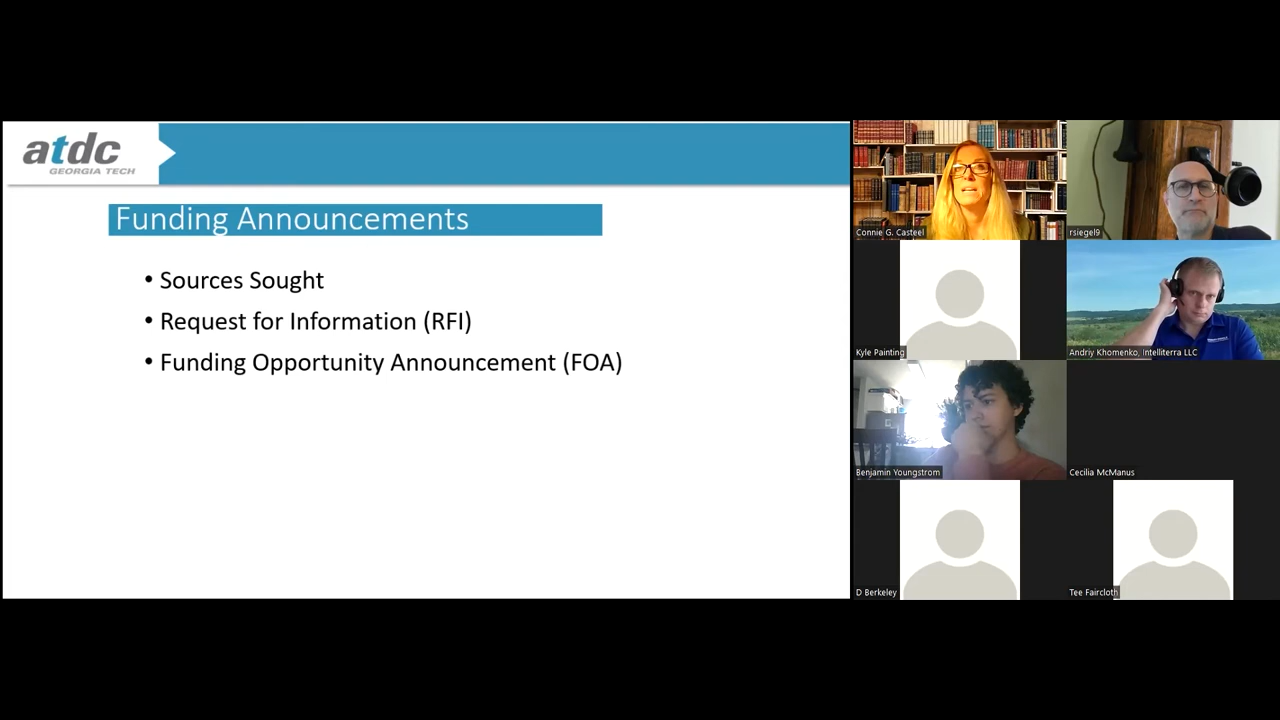 atdc
GEORGIA TECH
Funding Announcements
• Sources Sought
• Request for Information (RFI)
• Funding Opportunity Announcement (FOA)
Connie G. Casteel
rsiegel9
Kyle Painting
Andriy Khomenko, Intelliterra LLC
Benjamin Youngstrom
Cecilia McManus
D Berkeley
Tee Faircloth